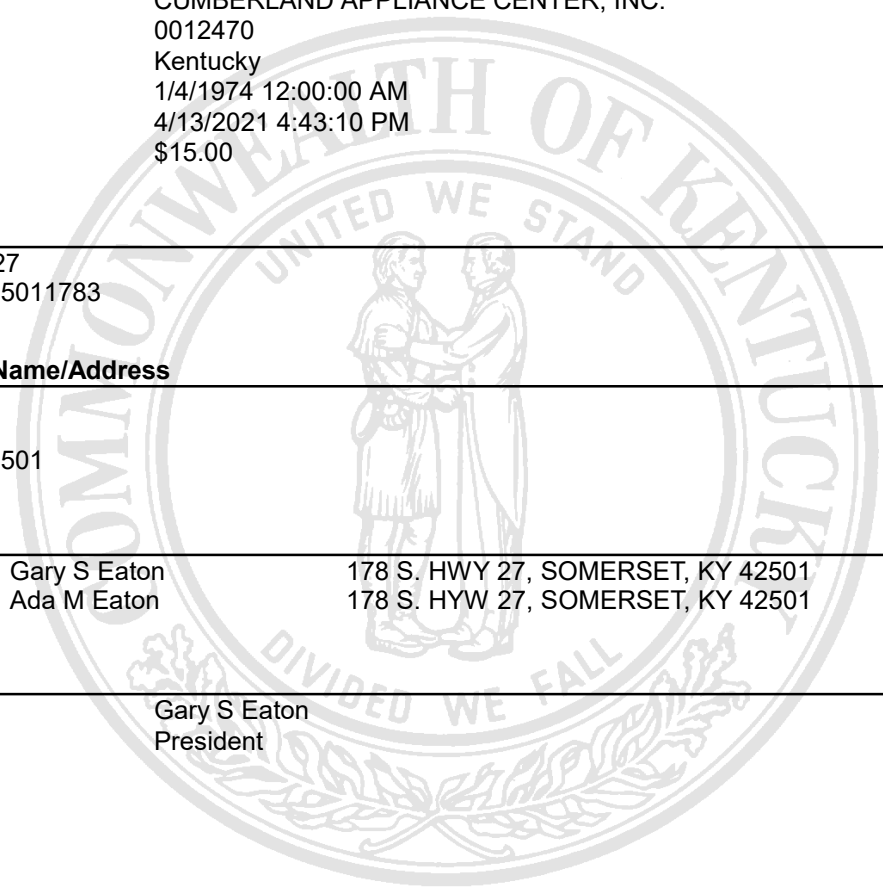 CUMBERLAND APPLIANCE CENTER, INC.
0012470
Kentucky
1/4/1974 12:00:00 AM
4/13/2021 4:43:10 PM
$15.00
27
5011783
Name/Address
501
Gary S Eaton 178 S. HWY 27, SOMERSET, KY 42501
Ada M Eaton 178 S. HYW 27, SOMERSET, KY 42501
Gary S Eaton
President
COMMONWEALTH OF KENTUCKY
UNITED WE STAND
DIVIDED WE FALL